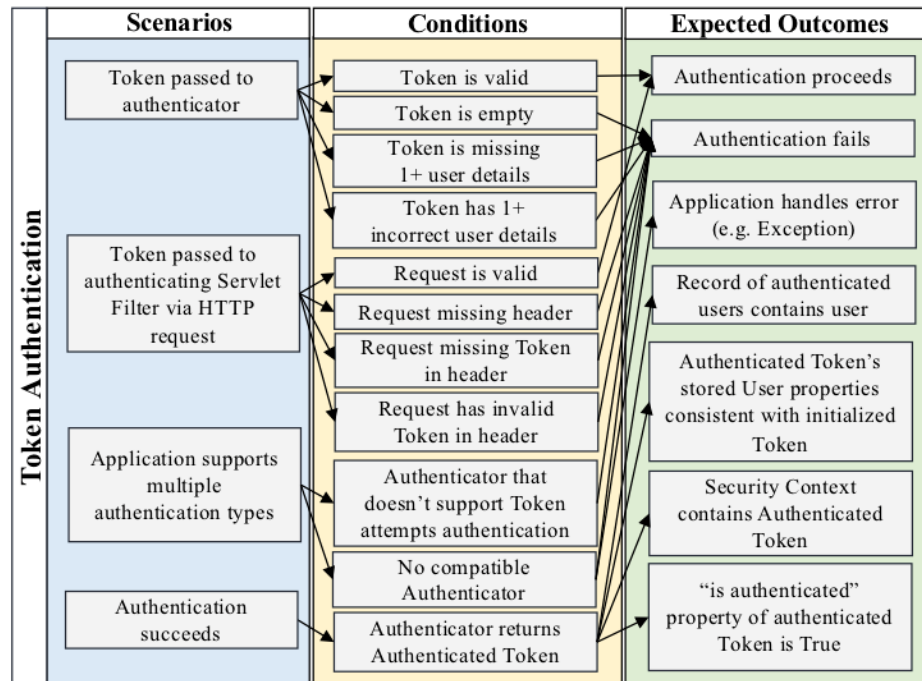 Token Authentication
Scenarios
Token passed to
authenticator
Token passed to
authenticating Servlet
Filter via HTTP
request
Application supports
multiple
authentication types
Authentication
succeeds
Conditions
Token is valid
Token is empty
Token is missing
1+ user details
Token has 1+
incorrect user details
Request is valid
Request missing header
Request missing Token
in header
Request has invalid
Token in header
Authenticator that
doesn't support Token
attempts authentication
No compatible
Authenticator
Authenticator returns
Authenticated Token
Expected Outcomes
Authentication proceeds
Authentication fails
Application handles error
(e.g. Exception)
Record of authenticated
users contains user
Authenticated Token's
stored User properties
consistent with initialized
Token
Security Context
contains Authenticated
Token
“is authenticated”
property of authenticated
Token is True